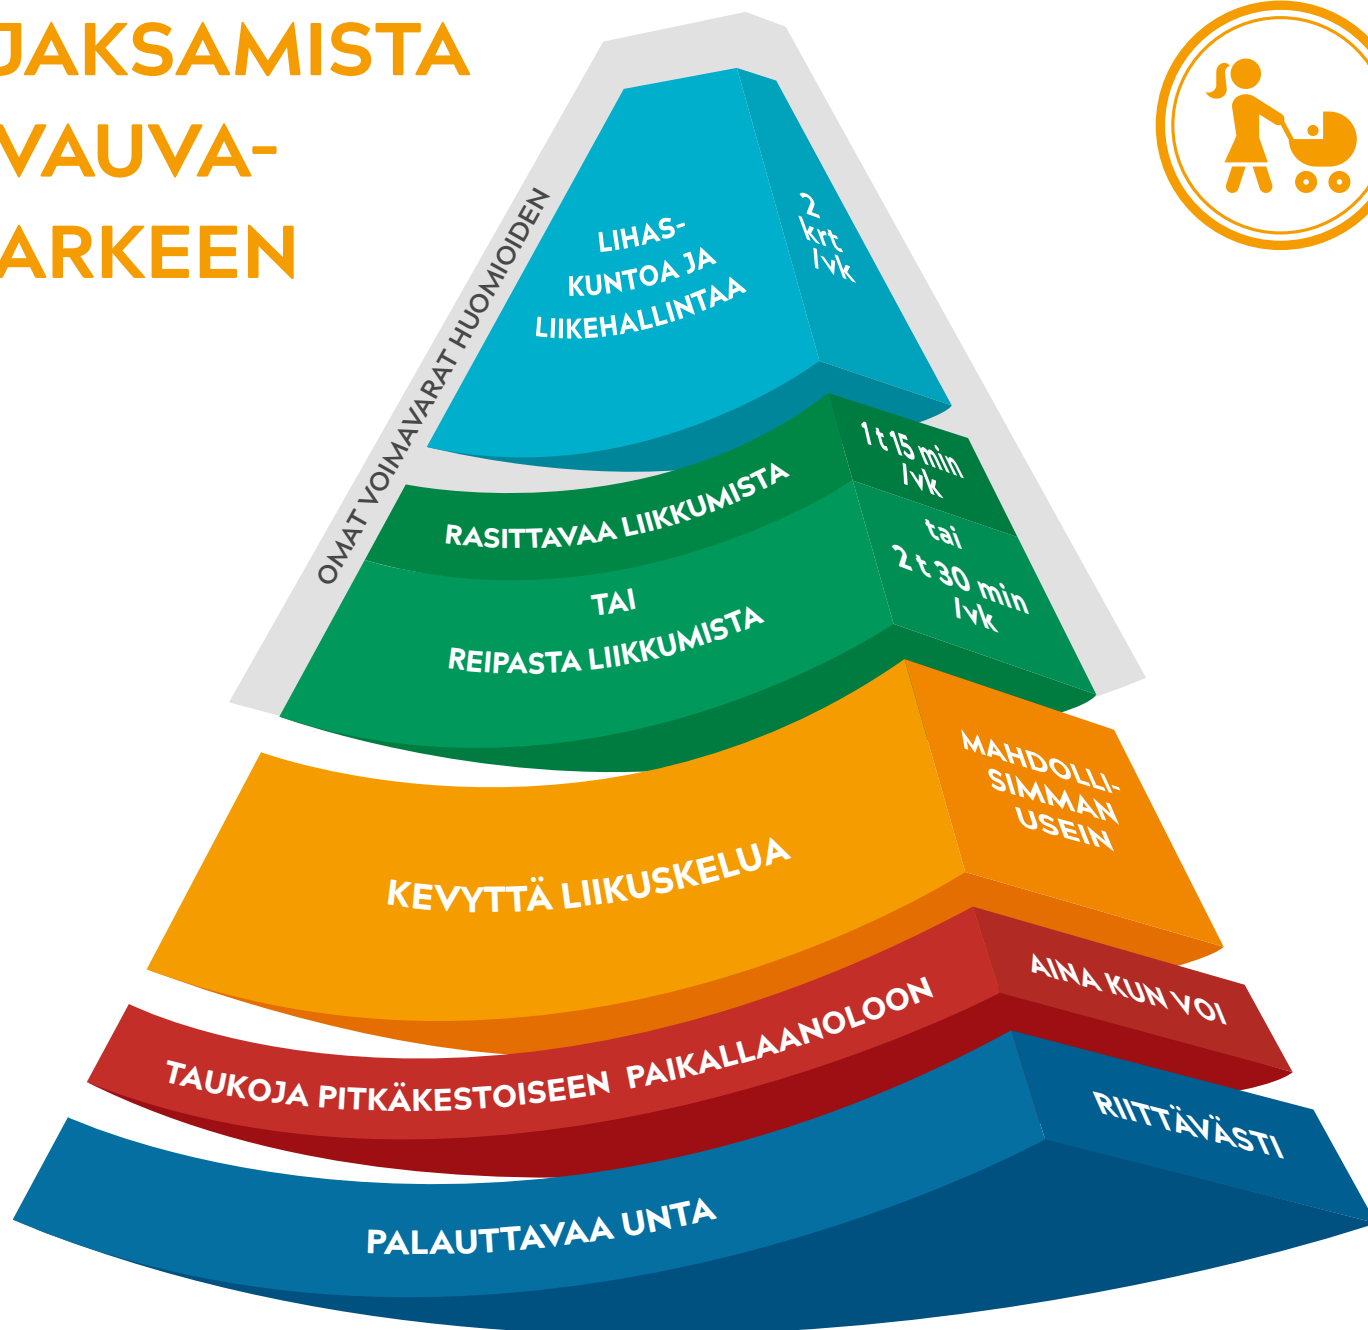 JAKSAMISTA
VAUVA-
ARKEEN
OMAT VOIMAVARAT HUOMIOIDEN
LIHAS-
KUNTOA JA
LIIKEHALLINTAA
2
krt
/vk
RASITTAVAA LIIKKUMISTA
1 t 15 min
/vk
TAI
REIPASTA LIIKKUMISTA
tai
2 t 30 min
/vk
KEVYTTÄ LIIKUSKELUA
MAHDOLLI-
SIMMAN
USEIN
TAUKOJA PITKÄKESTOISEEN PAIKALLAANOLOON
AINA KUN VOI
PALAUTTAVAA UNTA
RIITTÄVÄSTI